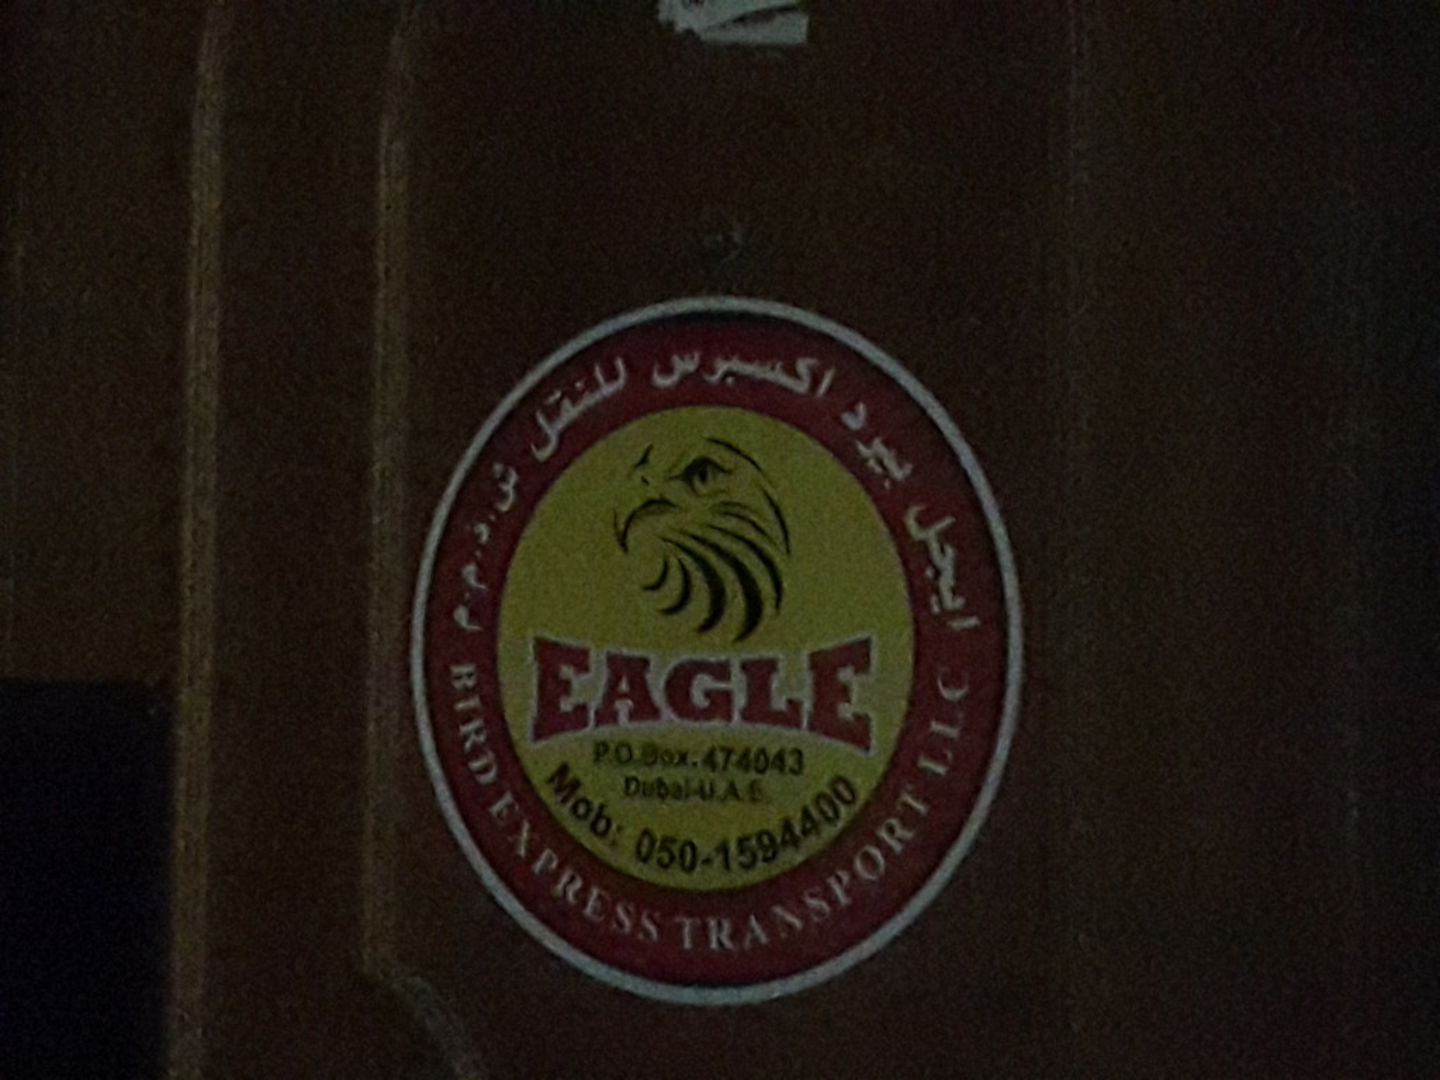 ايجل بيرد اكسبرس للنقل ش.ذ.م.م
EAGLE
P.O.Box.474043
Dubai-U.A.E.
Mob: 050-1594400
BIRD EXPRESS TRANSPORT LLC